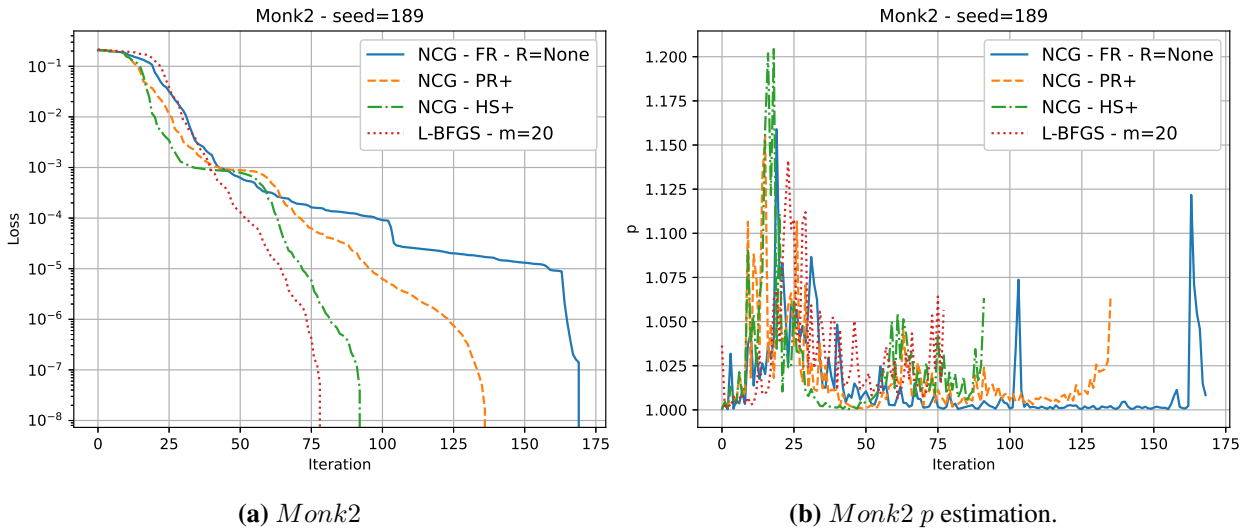 Monk2 - seed=189
NCG - FR - R=None
NCG - PR+
NCG - HS+
L-BFGS - m=20
Loss
10⁻¹
10⁻²
10⁻³
10⁻⁴
10⁻⁵
10⁻⁶
10⁻⁷
10⁻⁸
0 25 50 75 100 125 150 175
Iteration
(a) Monk2
Monk2 - seed=189
NCG - FR - R=None
NCG - PR+
NCG - HS+
L-BFGS - m=20
p
1.200
1.175
1.150
1.125
1.100
1.075
1.050
1.025
1.000
0 25 50 75 100 125 150 175
Iteration
(b) Monk2 p estimation.